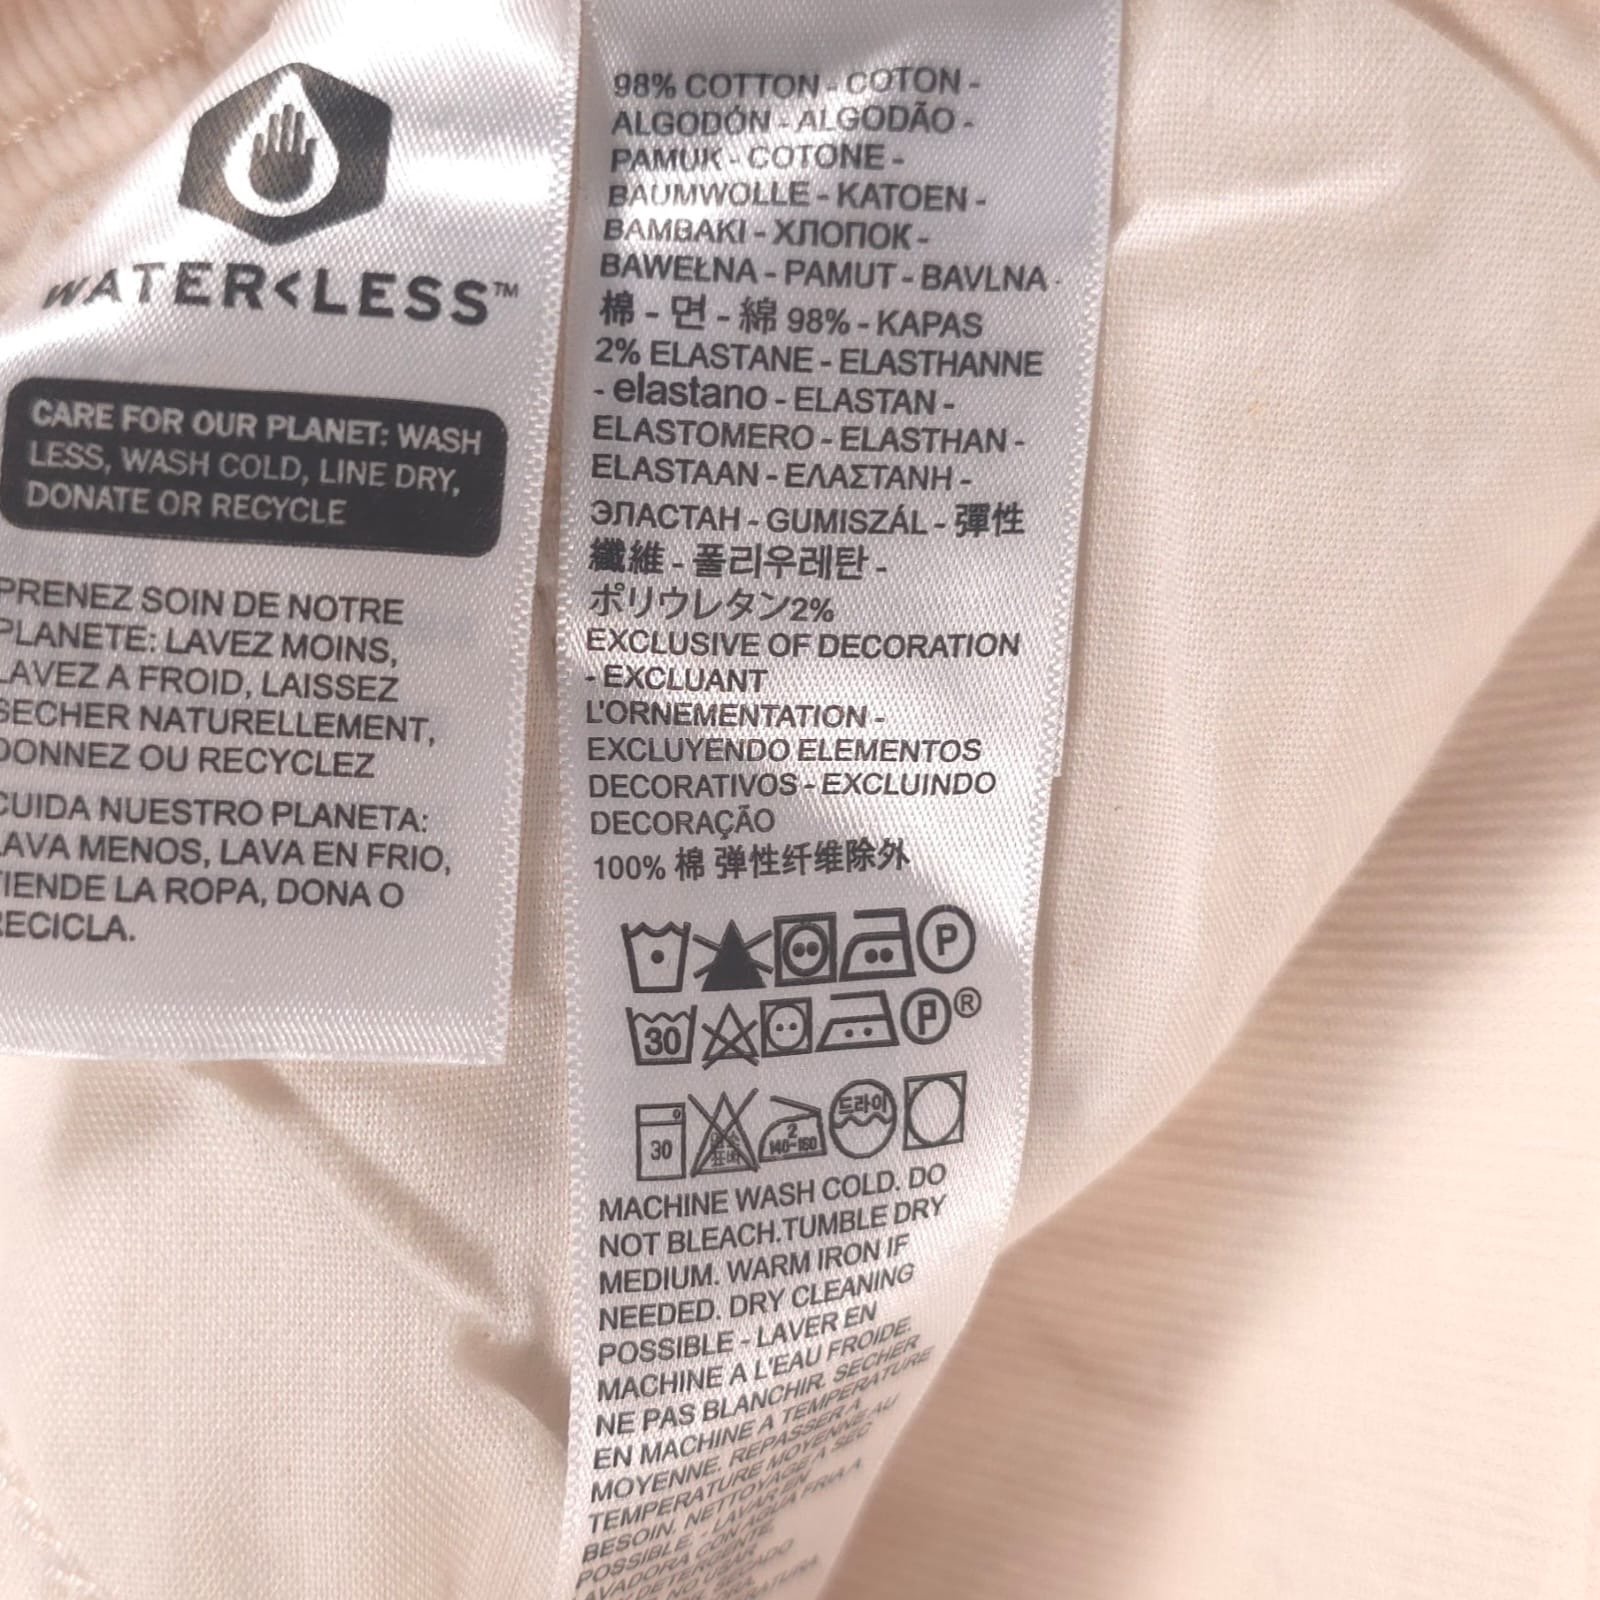 WATER<LESS™
CARE FOR OUR PLANET: WASH
LESS, WASH COLD, LINE DRY,
DONATE OR RECYCLE
PRENEZ SOIN DE NOTRE
PLANETE: LAVEZ MOINS,
LAVEZ A FROID, LAISSEZ
SECHER NATURELLEMENT,
DONNEZ OU RECYCLEZ
CUIDA NUESTRO PLANETA:
LAVA MENOS, LAVA EN FRIO,
TIENDE LA ROPA, DONA O
RECICLA.
98% COTTON - COTON -
ALGODÓN - ALGODÃO -
PAMUK - COTONE -
BAUMWOLLE - KATOEN -
BAMBAKI - ХЛОПОК -
BAWEŁNA - PAMUT - BAVLNA -
棉 - 면 - 綿 98% - KAPAS
2% ELASTANE - ELASTHANNE
- elastano - ELASTAN -
ELASTOMERO - ELASTHAN -
ELASTAAN - ΕΛΑΣΤΑΝΗ -
ЭЛАСТАН - GUMISZÁL - 彈性
纖維 - 폴리우레탄 -
ポリウレタン2%
EXCLUSIVE OF DECORATION
- EXCLUANT
L'ORNEMENTATION -
EXCLUYENDO ELEMENTOS
DECORATIVOS - EXCLUINDO
DECORAÇÃO
100% 棉 弹性纤维除外
P
30 P®
30 2 140~160 드라이
MACHINE WASH COLD. DO
NOT BLEACH.TUMBLE DRY
MEDIUM. WARM IRON IF
NEEDED. DRY CLEANING
POSSIBLE - LAVER EN
MACHINE A L'EAU FROIDE.
NE PAS BLANCHIR. SECHER
EN MACHINE A TEMPERATURE
MOYENNE. REPASSER A
TEMPERATURE MOYENNE AU
BESOIN. NETTOYAGE A SEC
POSSIBLE. - LAVAR EN
LAVADORA CON AGUA FRIA A